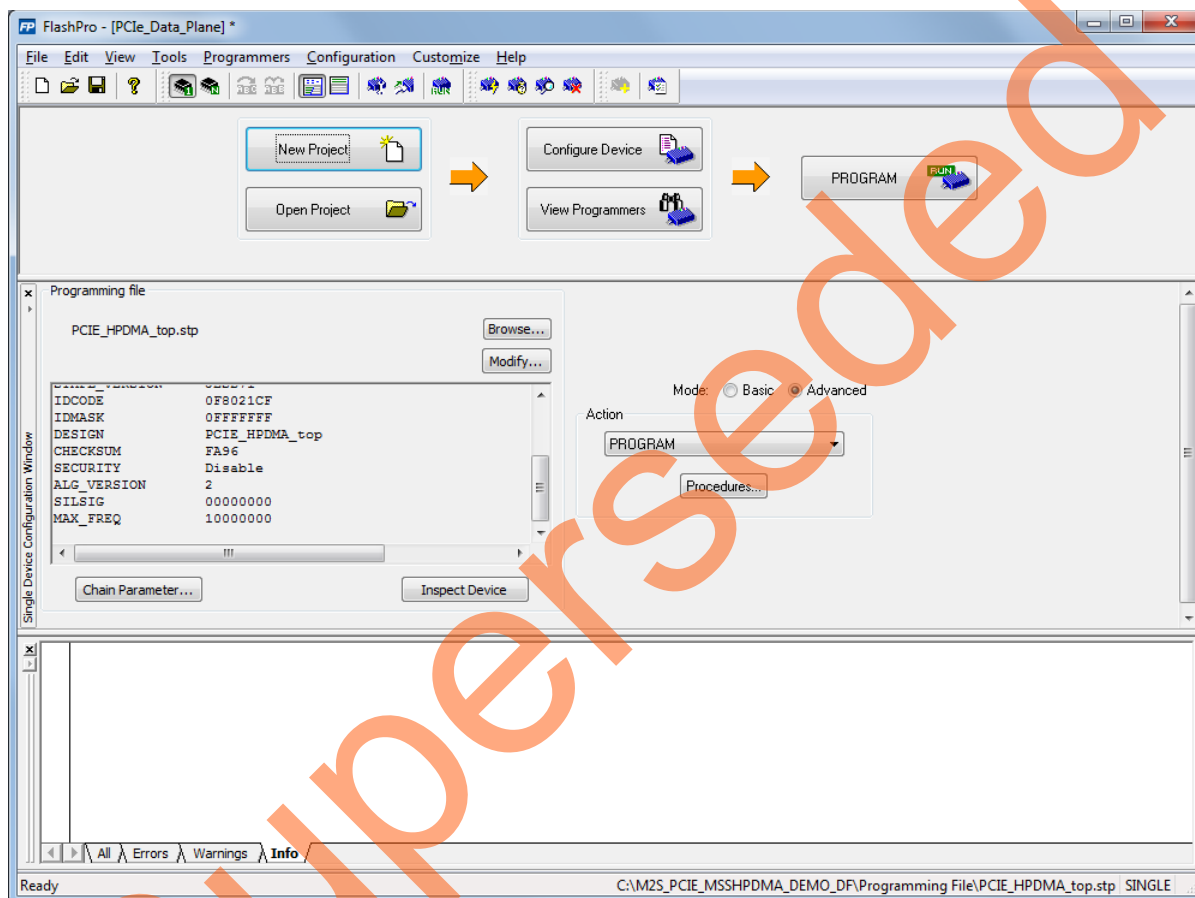 FlashPro - [PCIe_Data_Plane] *
File Edit View Tools Programmers Configuration Customize Help
New Project
Open Project
Configure Device
View Programmers
PROGRAM
RUN
Single Device Configuration Window
Programming file
PCIE_HPDMA_top.stp
Browse...
Modify...
IDCODE 0F8021CF
IDMASK 0FFFFFFF
DESIGN PCIE_HPDMA_top
CHECKSUM FA96
SECURITY Disable
ALG_VERSION 2
SILSIG 00000000
MAX_FREQ 10000000
Chain Parameter...
Inspect Device
Mode: Basic Advanced
Action
PROGRAM
Procedures...
All Errors Warnings Info
Ready C:\M2S_PCIE_MSSHPDMA_DEMO_DF\Programming File\PCIE_HPDMA_top.stp SINGLE
Superseded